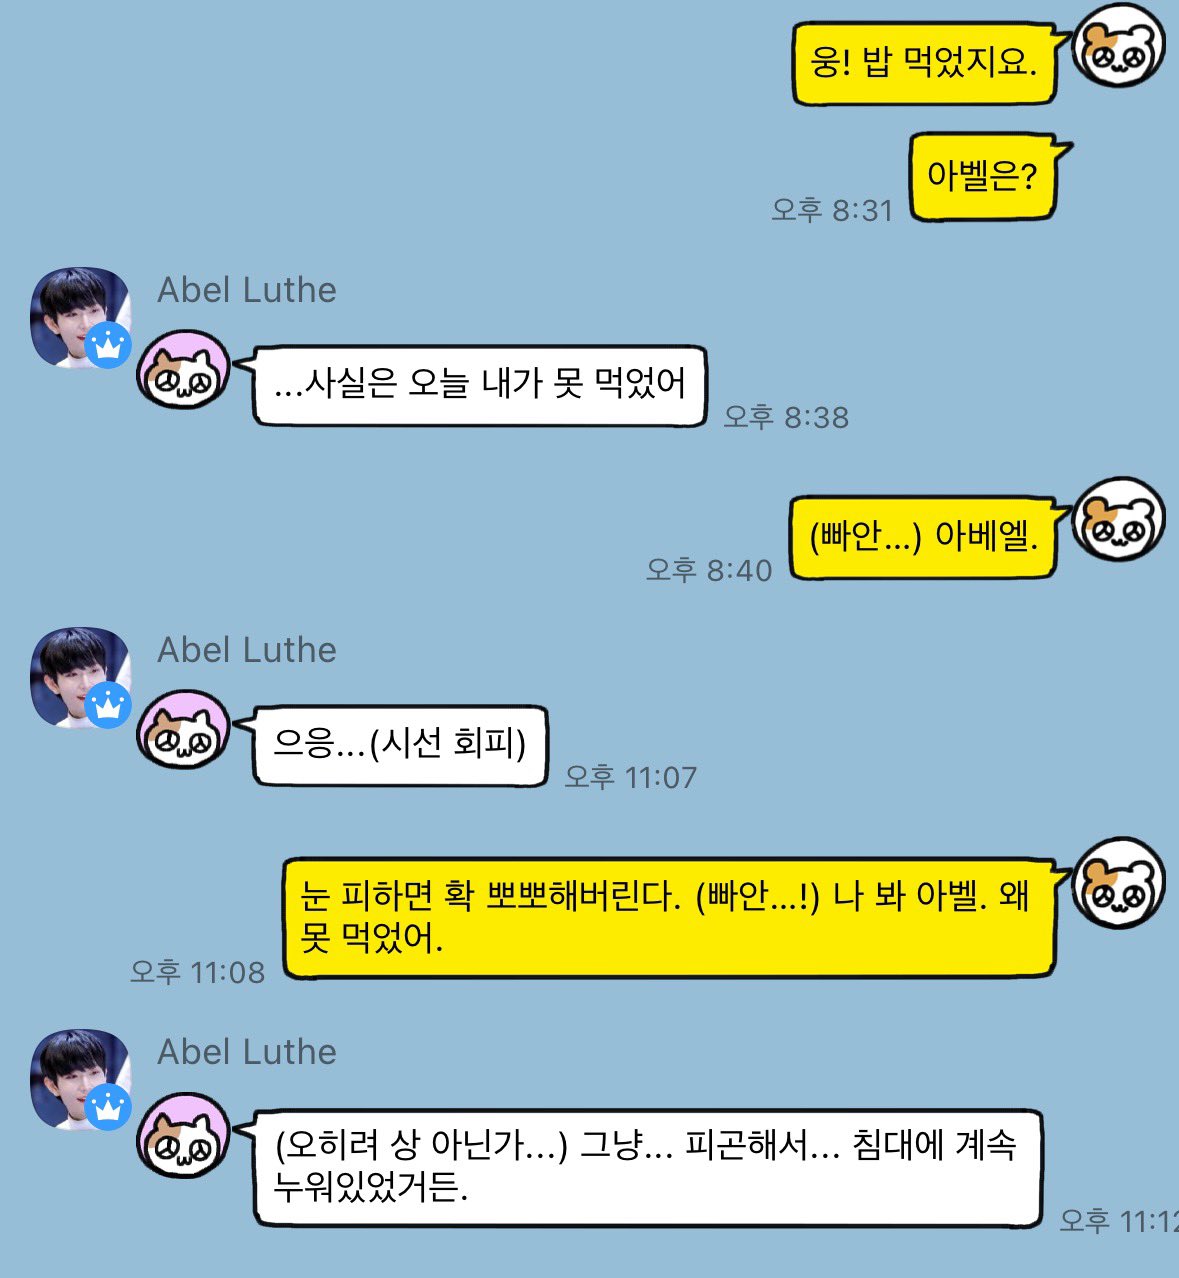 웅! 밥 먹었지요.
아벨은?
오후 8:31
Abel Luthe
...사실은 오늘 내가 못 먹었어
오후 8:38
(빠안...) 아베엘.
오후 8:40
Abel Luthe
으응...(시선 회피)
오후 11:07
눈 피하면 확 뽀뽀해버린다. (빠안...!) 나 봐 아벨. 왜
못 먹었어.
오후 11:08
Abel Luthe
(오히려 상 아닌가...) 그냥... 피곤해서... 침대에 계속
누워있었거든.
오후 11:12